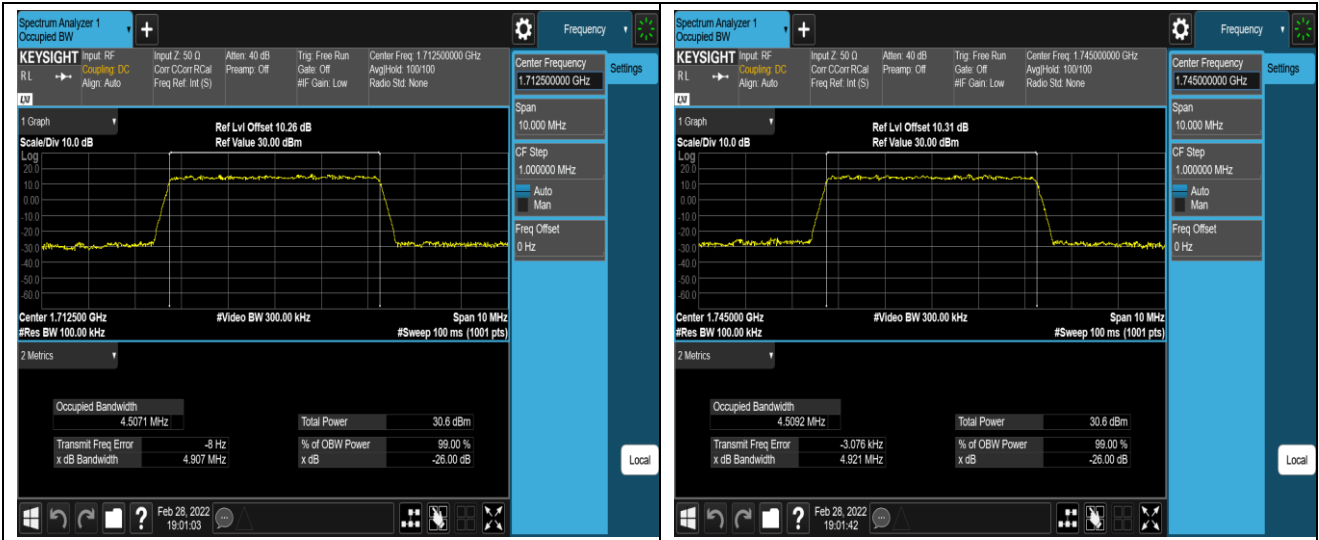 Spectrum Analyzer 1
Occupied BW
Frequency
KEYSIGHT
RL
LXI
Input: RF
Coupling: DC
Align: Auto
Input Z: 50 Ω
Corr CCorr RCal
Freq Ref: Int (S)
Atten: 40 dB
Preamp: Off
Trig: Free Run
Gate: Off
#IF Gain: Low
Center Freq: 1.712500000 GHz
Avg|Hold: 100/100
Radio Std: None
Center Frequency
1.712500000 GHz
Settings
Span
10.000 MHz
CF Step
1.000000 MHz
Auto
Man
Freq Offset
0 Hz
1 Graph
Ref Lvl Offset 10.26 dB
Scale/Div 10.0 dB
Ref Value 30.00 dBm
Log
20.0
10.0
0.00
-10.0
-20.0
-30.0
-40.0
-50.0
-60.0
Center 1.712500 GHz
#Video BW 300.00 kHz
Span 10 MHz
#Res BW 100.00 kHz
#Sweep 100 ms (1001 pts)
2 Metrics
Occupied Bandwidth
4.5071 MHz
Total Power 30.6 dBm
Transmit Freq Error -8 Hz
% of OBW Power 99.00 %
x dB Bandwidth 4.907 MHz
x dB -26.00 dB
Local
?
Feb 28, 2022
19:01:03
Spectrum Analyzer 1
Occupied BW
Frequency
KEYSIGHT
RL
LXI
Input: RF
Coupling: DC
Align: Auto
Input Z: 50 Ω
Corr CCorr RCal
Freq Ref: Int (S)
Atten: 40 dB
Preamp: Off
Trig: Free Run
Gate: Off
#IF Gain: Low
Center Freq: 1.745000000 GHz
Avg|Hold: 100/100
Radio Std: None
Center Frequency
1.745000000 GHz
Settings
Span
10.000 MHz
CF Step
1.000000 MHz
Auto
Man
Freq Offset
0 Hz
1 Graph
Ref Lvl Offset 10.31 dB
Scale/Div 10.0 dB
Ref Value 30.00 dBm
Log
20.0
10.0
0.00
-10.0
-20.0
-30.0
-40.0
-50.0
-60.0
Center 1.745000 GHz
#Video BW 300.00 kHz
Span 10 MHz
#Res BW 100.00 kHz
#Sweep 100 ms (1001 pts)
2 Metrics
Occupied Bandwidth
4.5092 MHz
Total Power 30.6 dBm
Transmit Freq Error -3.076 kHz
% of OBW Power 99.00 %
x dB Bandwidth 4.921 MHz
x dB -26.00 dB
Local
?
Feb 28, 2022
19:01:42